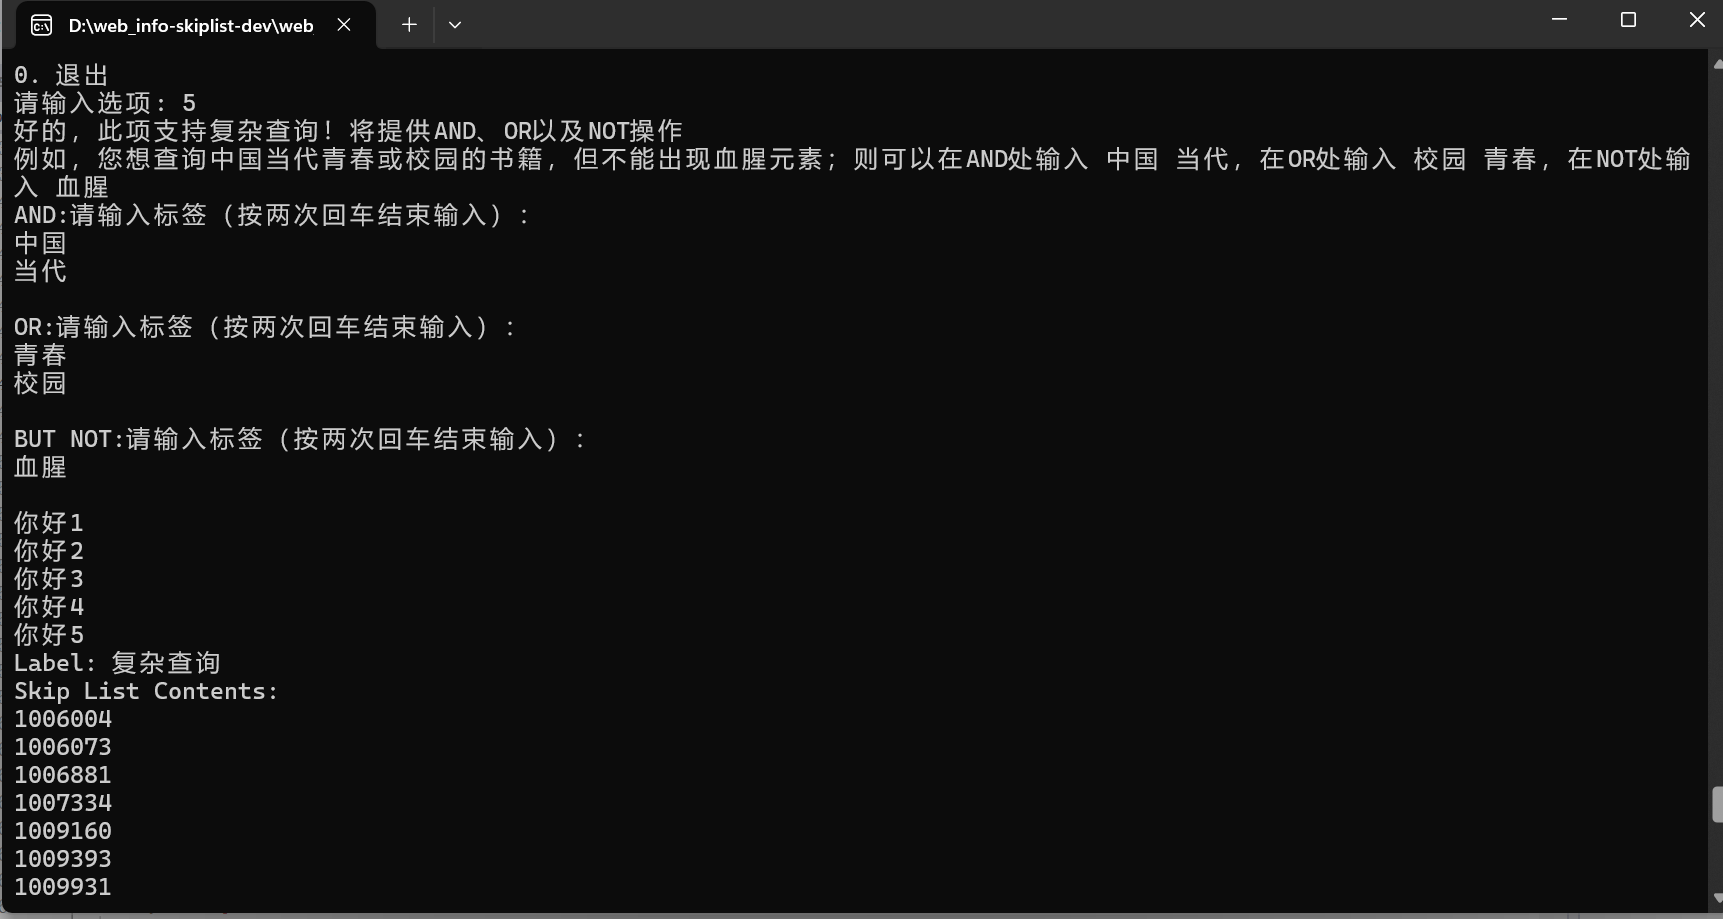 D:\web_info-skiplist-dev\web
0. 退出
请输入选项: 5
好的, 此项支持复杂查询! 将提供AND、OR以及NOT操作
例如, 您想查询中国当代青春或校园的书籍, 但不能出现血腥元素; 则可以在AND处输入 中国 当代, 在OR处输入 校园 青春, 在NOT处输
入 血腥
AND:请输入标签 (按两次回车结束输入) :
中国
当代
OR:请输入标签 (按两次回车结束输入) :
青春
校园
BUT NOT:请输入标签 (按两次回车结束输入) :
血腥
你好1
你好2
你好3
你好4
你好5
Label: 复杂查询
Skip List Contents:
1006004
1006073
1006881
1007334
1009160
1009393
1009931